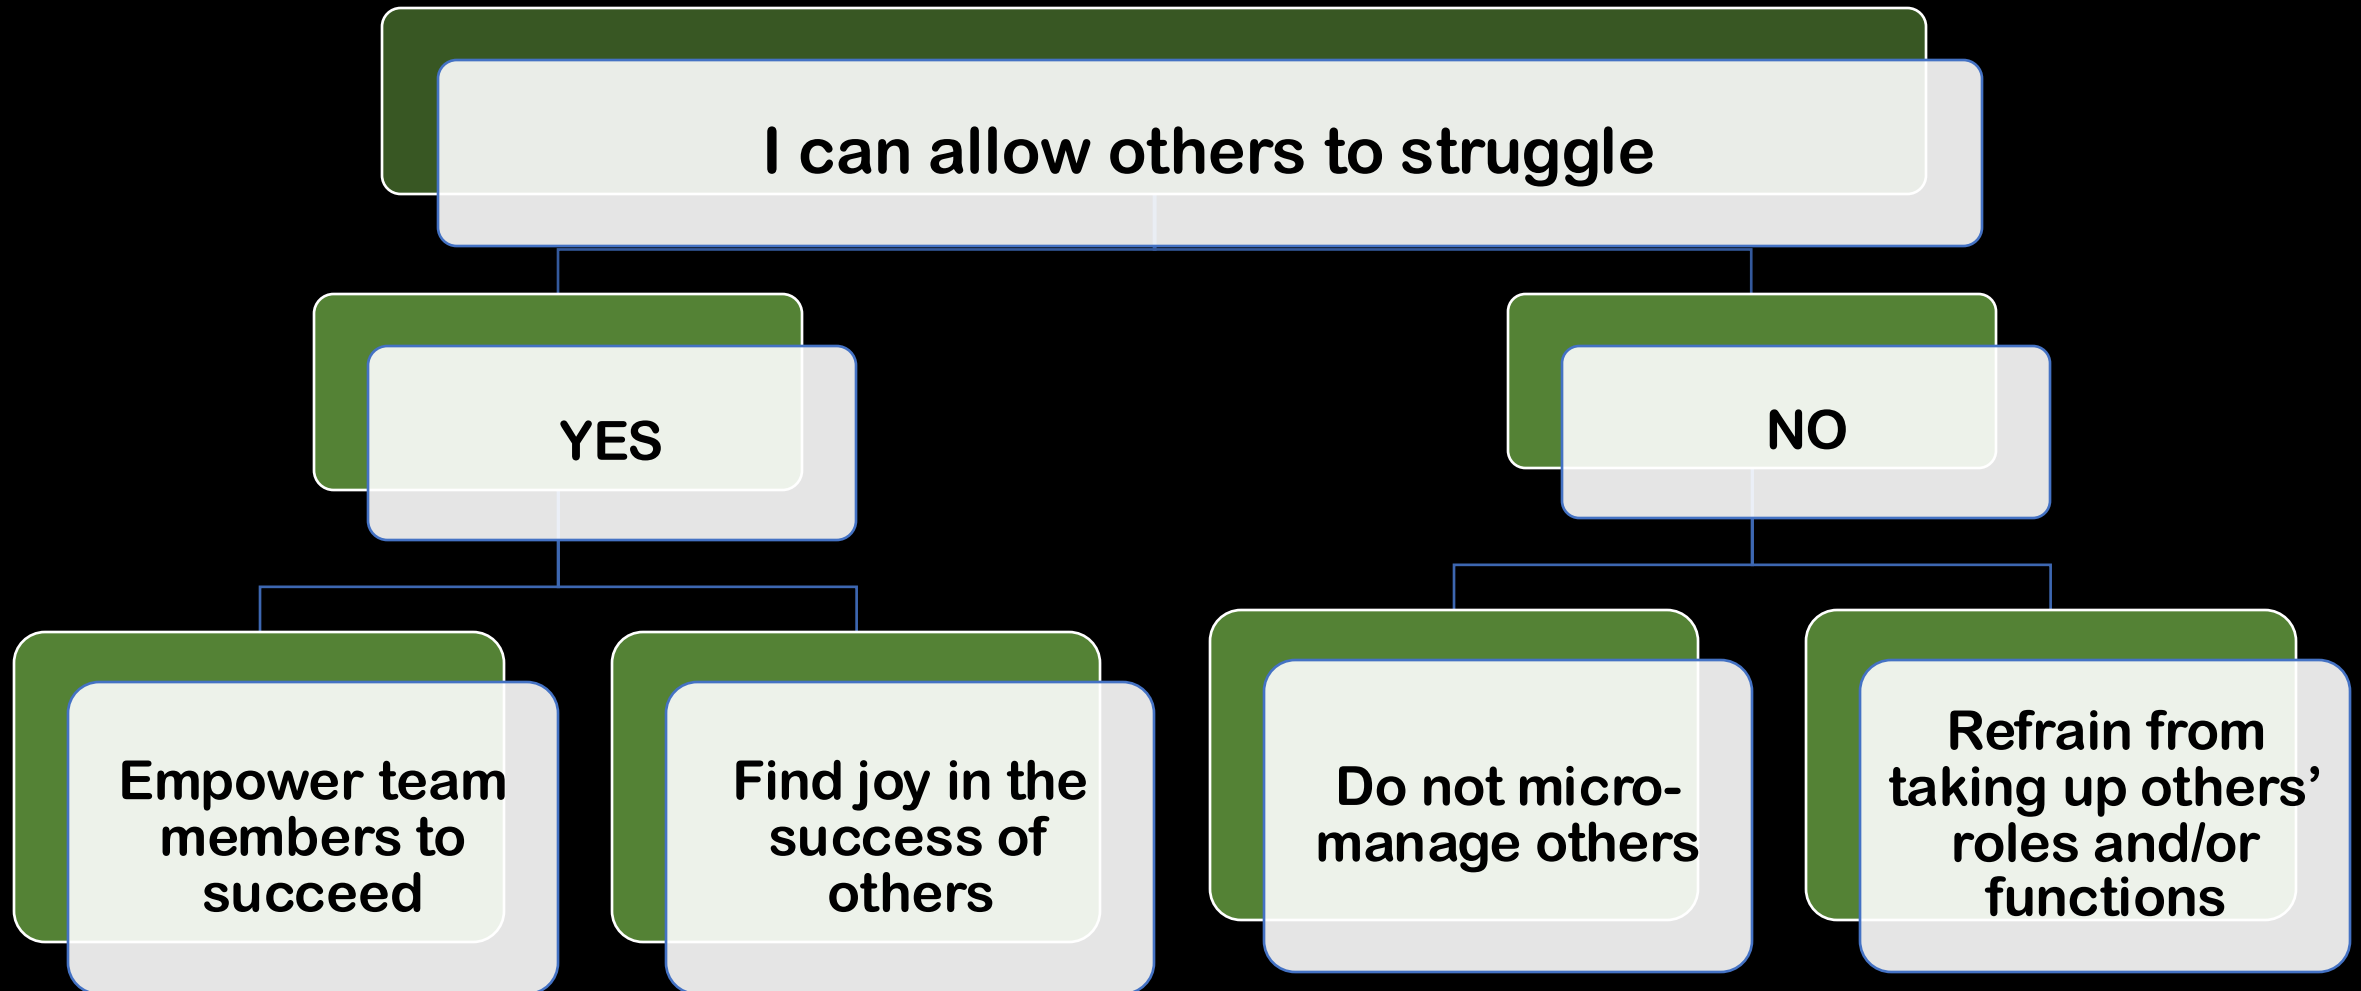 I can allow others to struggle
YES
NO
Empower team
members to
succeed
Find joy in the
success of
others
Do not micro-
manage others
Refrain from
taking up others’
roles and/or
functions